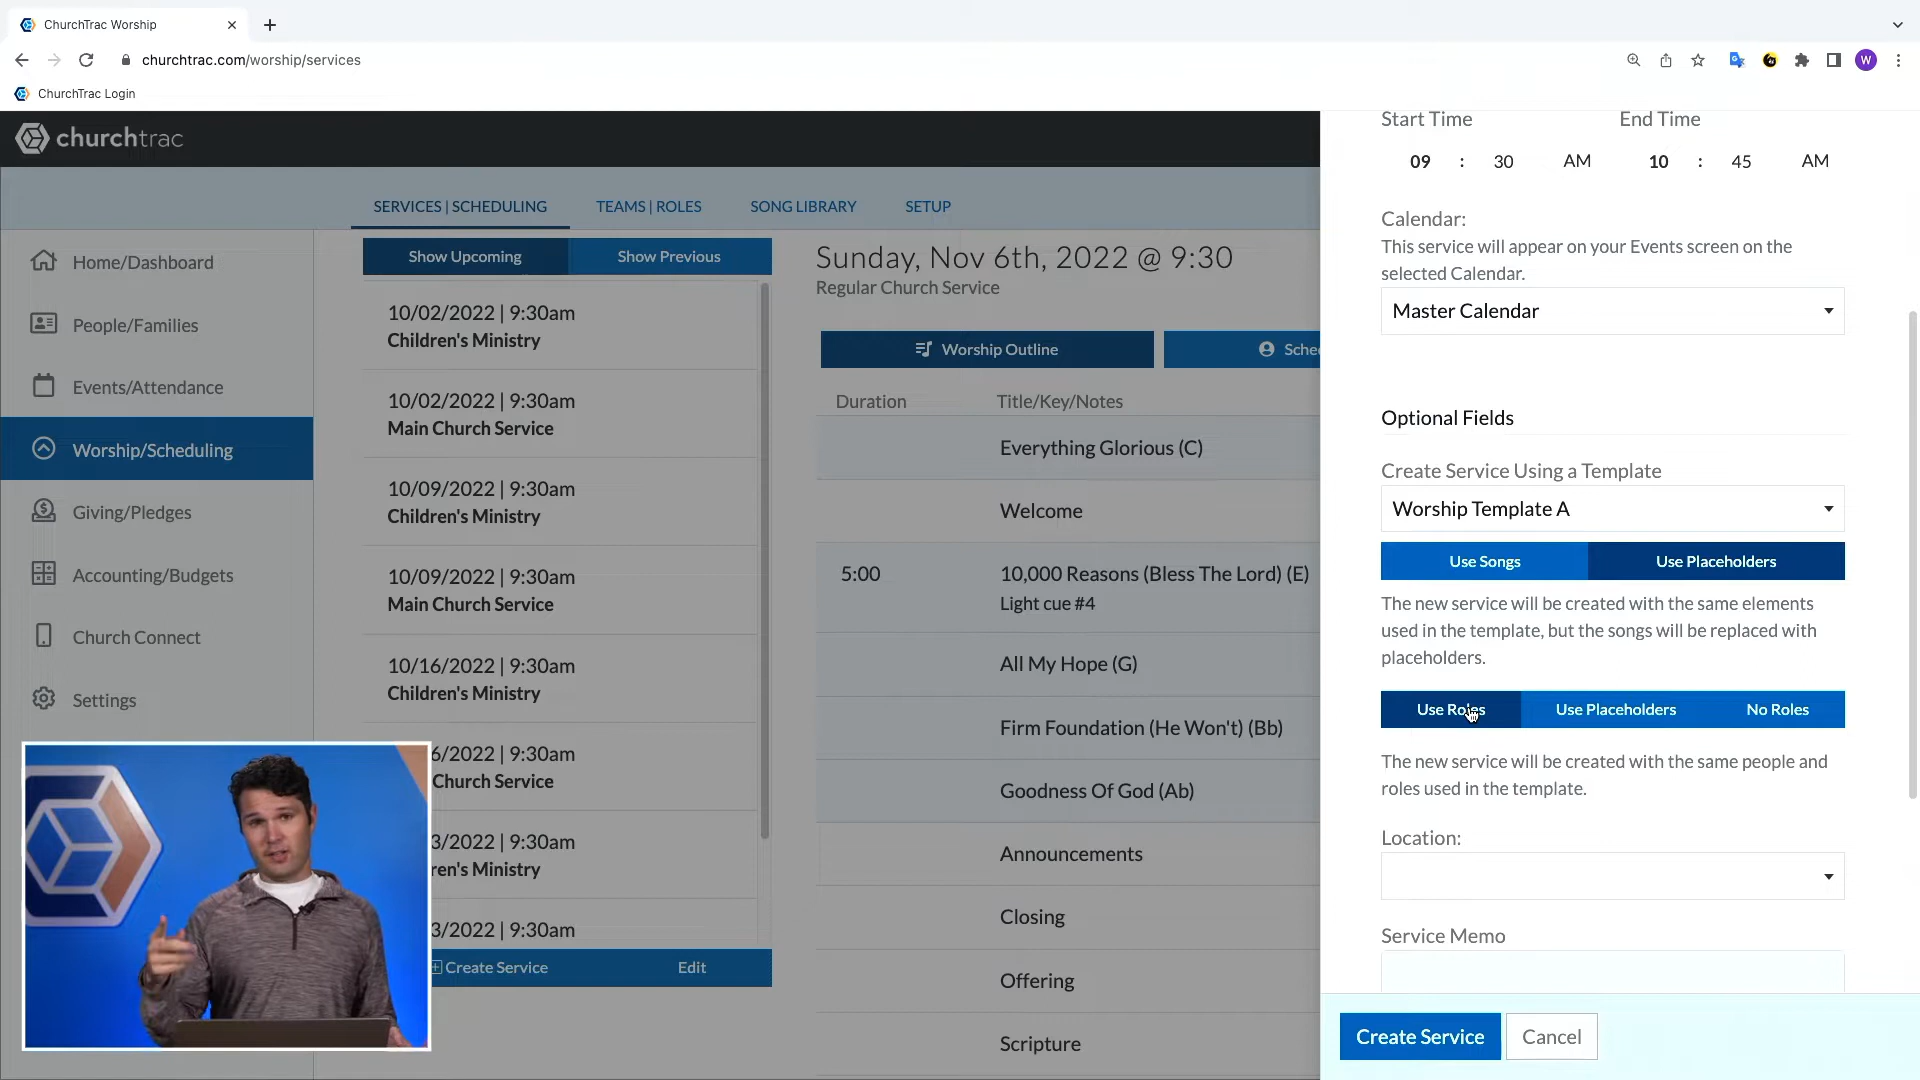 ChurchTrac Worship
churchtrac.com/worship/services
W
ChurchTrac Login
churchtrac
SERVICES | SCHEDULING
TEAMS | ROLES
SONG LIBRARY
SETUP
Home/Dashboard
People/Families
Events/Attendance
Worship/Scheduling
Giving/Pledges
Accounting/Budgets
Church Connect
Settings
Show Upcoming
Show Previous
10/02/2022 | 9:30am
Children's Ministry
10/02/2022 | 9:30am
Main Church Service
10/09/2022 | 9:30am
Children's Ministry
10/09/2022 | 9:30am
Main Church Service
10/16/2022 | 9:30am
Children's Ministry
6/2022 | 9:30am
Church Service
3/2022 | 9:30am
ren's Ministry
3/2022 | 9:30am
Create Service
Edit
Sunday, Nov 6th, 2022 @ 9:30
Regular Church Service
Worship Outline
Sche
Duration
Title/Key/Notes
Everything Glorious (C)
Welcome
5:00
10,000 Reasons (Bless The Lord) (E)
Light cue #4
All My Hope (G)
Firm Foundation (He Won't) (Bb)
Goodness Of God (Ab)
Announcements
Closing
Offering
Scripture
Start Time
End Time
09 : 30 AM
10 : 45 AM
Calendar:
This service will appear on your Events screen on the
selected Calendar.
Master Calendar
Optional Fields
Create Service Using a Template
Worship Template A
Use Songs
Use Placeholders
The new service will be created with the same elements
used in the template, but the songs will be replaced with
placeholders.
Use Roles
Use Placeholders
No Roles
The new service will be created with the same people and
roles used in the template.
Location:
Service Memo
Create Service
Cancel